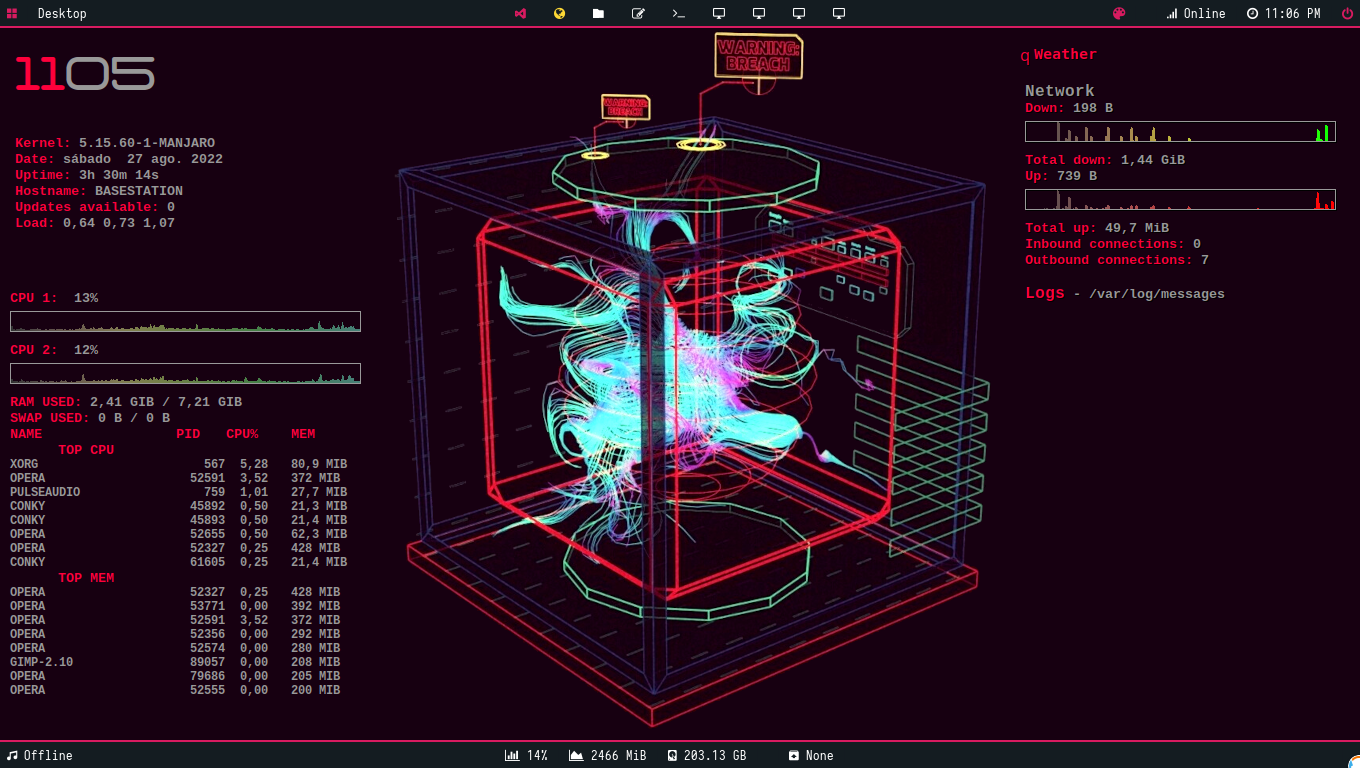 Desktop
Online 11:06 PM
1105
Kernel: 5.15.60-1-MANJARO
Date: sábado 27 ago. 2022
Uptime: 3h 30m 14s
Hostname: BASESTATION
Updates available: 0
Load: 0,64 0,73 1,07
CPU 1: 13%
CPU 2: 12%
RAM USED: 2,41 GIB / 7,21 GIB
SWAP USED: 0 B / 0 B
NAME PID CPU% MEM
TOP CPU
XORG 567 5,28 80,9 MIB
OPERA 52591 3,52 372 MIB
PULSEAUDIO 759 1,01 27,7 MIB
CONKY 45892 0,50 21,3 MIB
CONKY 45893 0,50 21,4 MIB
OPERA 52655 0,50 62,3 MIB
OPERA 52327 0,25 428 MIB
CONKY 61605 0,25 21,4 MIB
TOP MEM
OPERA 52327 0,25 428 MIB
OPERA 53771 0,00 392 MIB
OPERA 52591 3,52 372 MIB
OPERA 52356 0,00 292 MIB
OPERA 52574 0,00 280 MIB
GIMP-2.10 89057 0,00 208 MIB
OPERA 79686 0,00 205 MIB
OPERA 52555 0,00 200 MIB
WARNING:
BREACH
WARNING:
BREACH
q Weather
Network
Down: 198 B
Total down: 1,44 GiB
Up: 739 B
Total up: 49,7 MiB
Inbound connections: 0
Outbound connections: 7
Logs - /var/log/messages
Offline
14% 2466 MiB 203.13 GB None